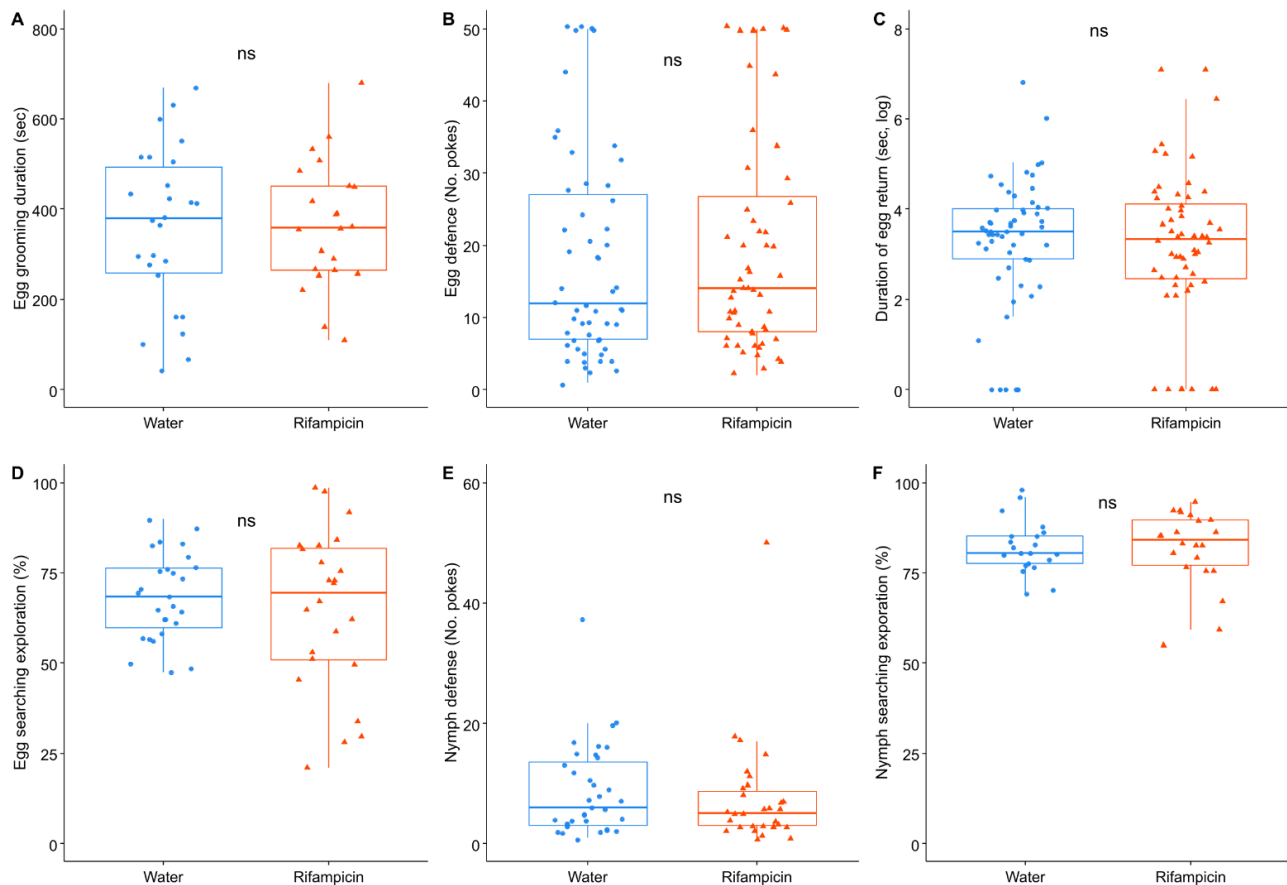 A
Egg grooming duration (sec)
800
600
400
200
0
ns
Water
Rifampicin
B
Egg defence (No. pokes)
50
40
30
20
10
0
ns
Water
Rifampicin
C
Duration of egg return (sec, log)
8
6
4
2
0
ns
Water
Rifampicin
D
Egg searching exploration (%)
100
75
50
25
0
ns
Water
Rifampicin
E
Nymph defense (No. pokes)
60
40
20
0
ns
Water
Rifampicin
F
Nymph searching exporation (%)
100
75
50
25
0
ns
Water
Rifampicin